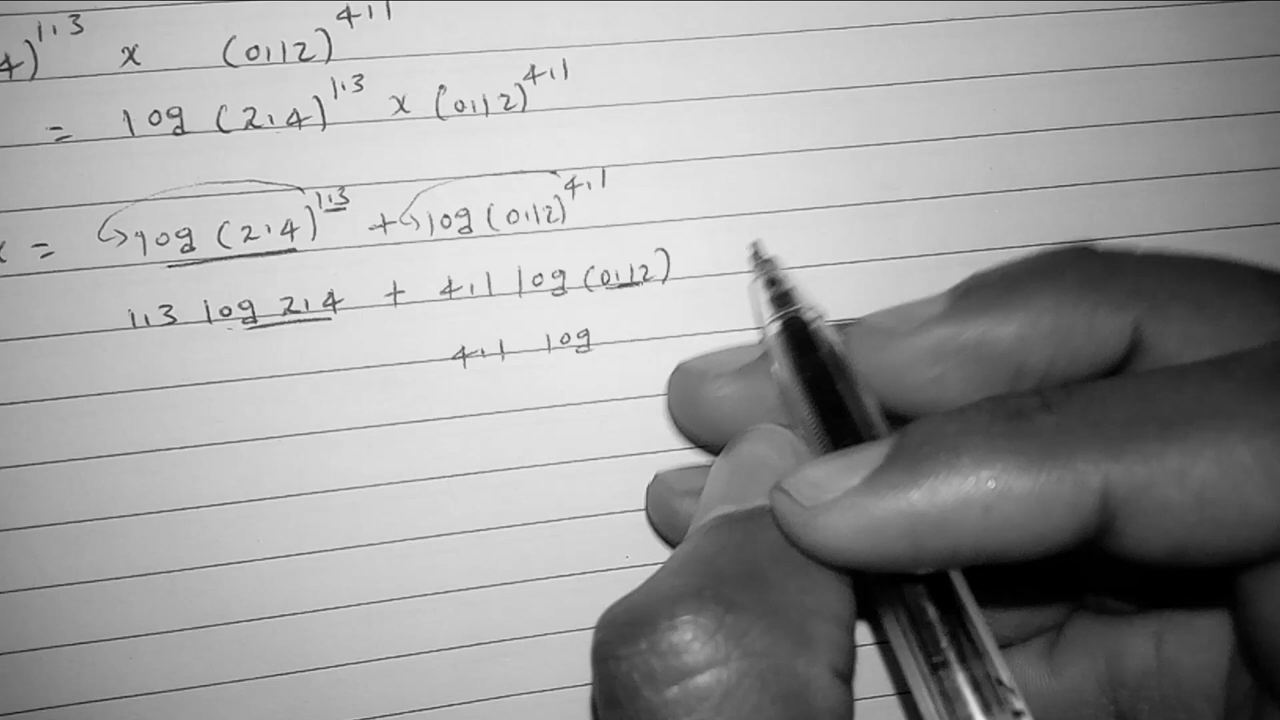 4)^1.3 x (0.12)^4.1
= log (2.4)^1.3 x (0.12)^4.1
x = log (2.4)^1.3 + log (0.12)^4.1
1.3 log 2.4 + 4.1 log (0.12)
4.1 log